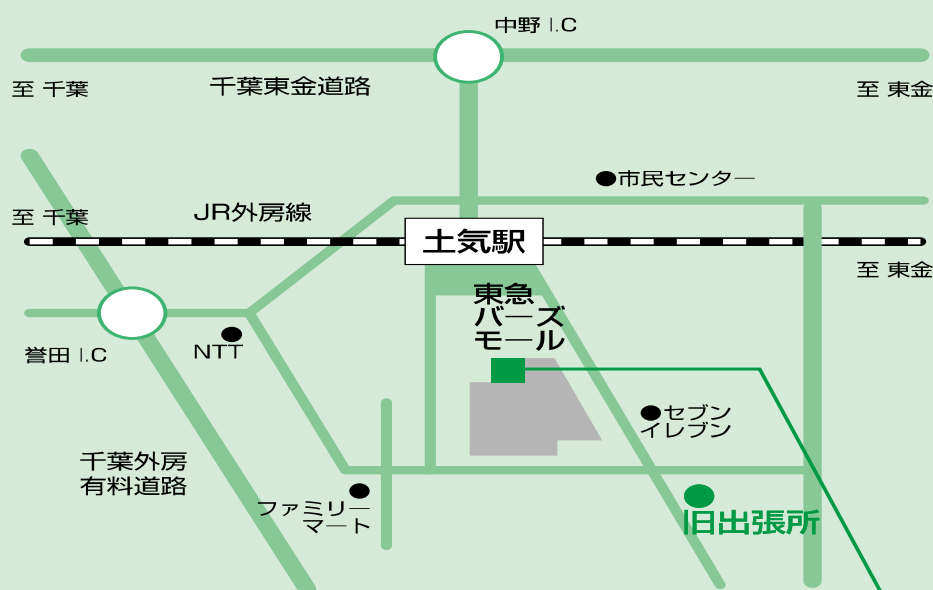 中野 I.C
至 千葉
千葉東金道路
至 東金
市民センター
至 千葉
JR外房線
土気駅
至 東金
東急
バーズ
モール
誉田 I.C
NTT
セブン
イレブン
千葉外房
有料道路
ファミリー
マート
旧出張所